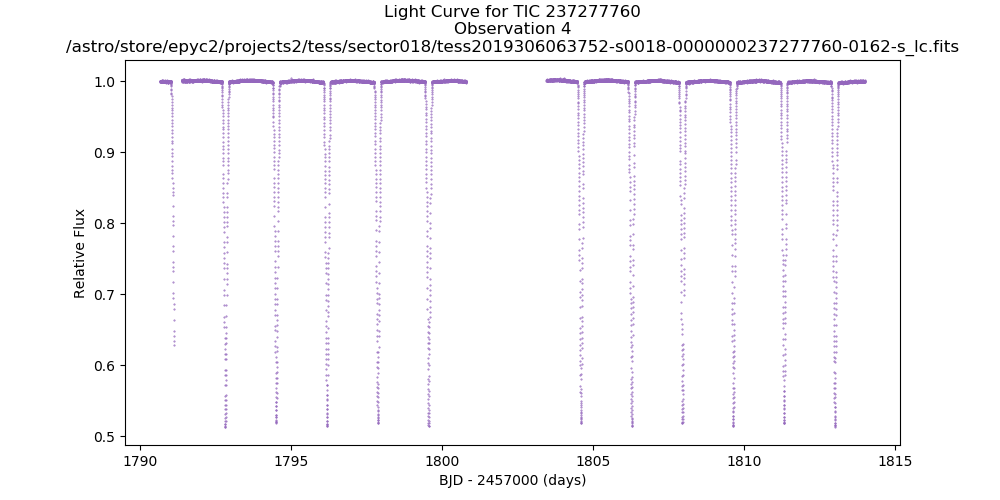 Light Curve for TIC 237277760
Observation 4
/astro/store/epyc2/projects2/tess/sector018/tess2019306063752-s0018-0000000237277760-0162-s_lc.fits
1.0
0.9
0.8
0.7
0.6
0.5
Relative Flux
1790
1795
1800
1805
1810
1815
BJD - 2457000 (days)